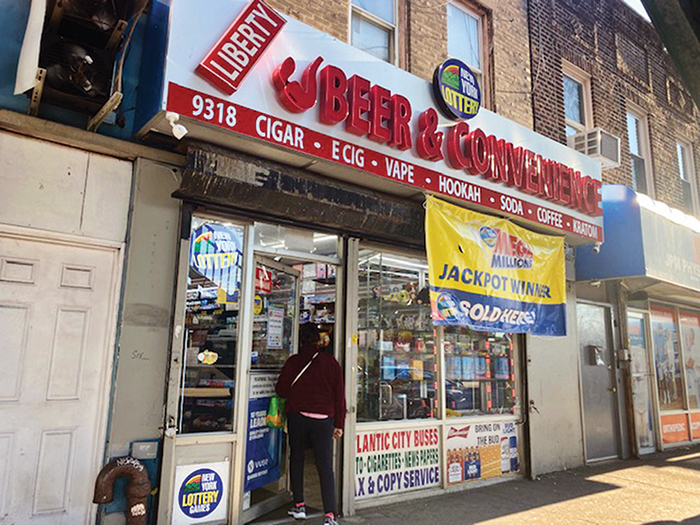 LIBERTY
BEER & CONVENIENCE
NEW
YORK
LOTTERY
9318 CIGAR • E CIG • VAPE • HOOKAH • SODA • COFFEE • KRATOM
MEGA
MILLIONS
JACKPOT WINNER
SOLD HERE
NEW
YORK
LOTTERY
ATLANTIC CITY BUSES
CIGARETTES • NEWS PAPERS
& COPY SERVICE
BRING ON
THE BUD
NEW
YORK
LOTTERY
GAMES
ORTHOPEDIC